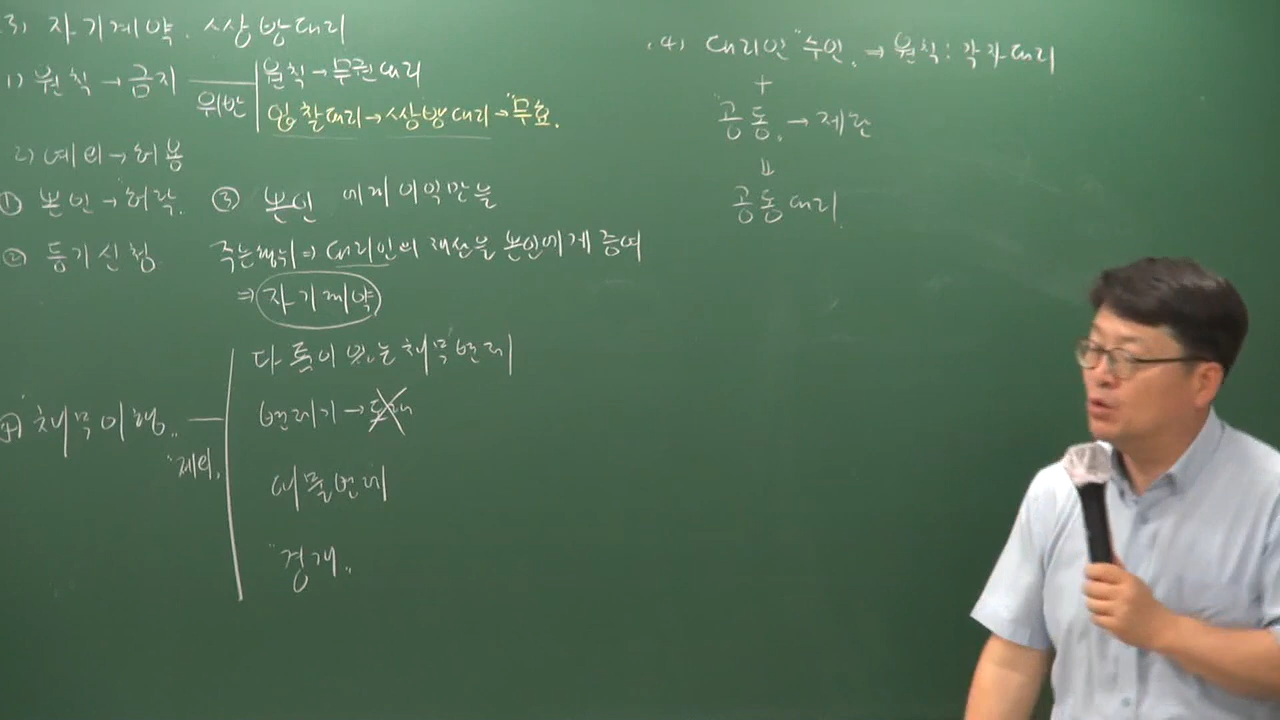 (3) 자기계약. 쌍방대리
1) 원칙→금지
위반
원칙→무권대리
입찰대리→쌍방대리→"무효.
2) 예외→허용
① 본인→허락.
② 등기신청
③ 본인 에게 이익만을
주는행위⇒대리인의 재산을 본인에게 증여
⇒자기계약
④ 채무이행..
"제외.
다툼이 있는 채무변제
변제기→
대물변제
"경개..
(4) 대리인"수인.⇒원칙: 각자대리
+
"공동.→제한
=
공동대리.